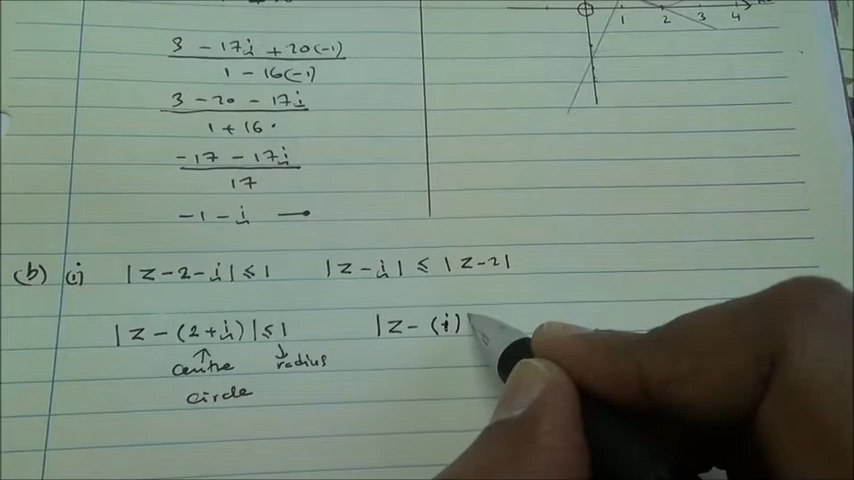 3 - 17i + 20(-1)
1 - 16(-1)
3 - 20 - 17i
1 + 16
-17 - 17i
17
-1 - i
1 2 3 4
(b) (i) |z-2-i| ≤ 1 |z-i| ≤ |z-2|
|z-(2+i)| ≤ 1 |z-(i)
centre radius
circle